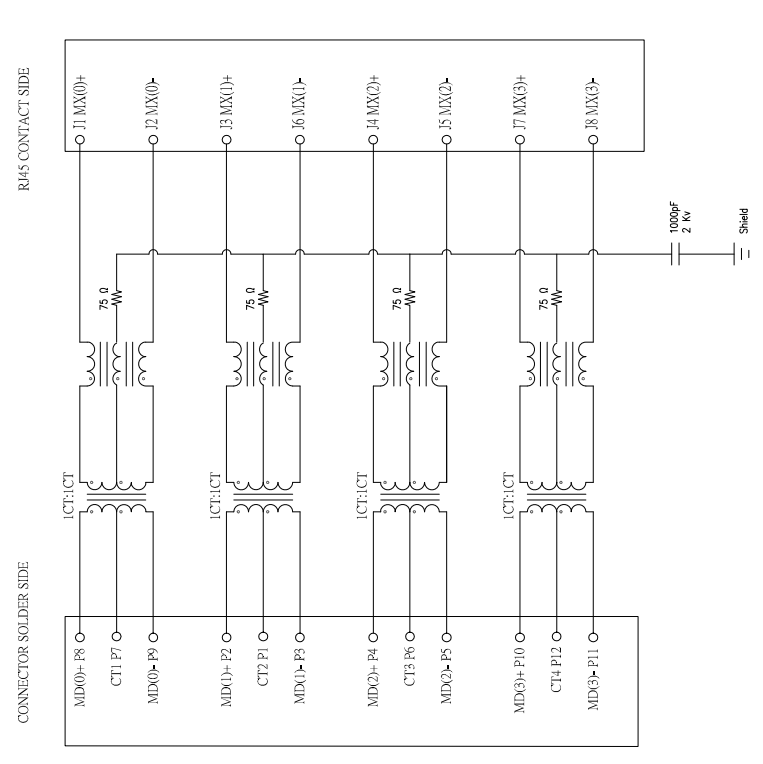 RJ45 CONTACT SIDE
J1 MX(0)+
J2 MX(0)-
J3 MX(1)+
J6 MX(1)-
J4 MX(2)+
J5 MX(2)-
J7 MX(3)+
J8 MX(3)-
1000pF
2 Kv
Shield
75 Ω
75 Ω
75 Ω
75 Ω
1CT:1CT
1CT:1CT
1CT:1CT
1CT:1CT
CONNECTOR SOLDER SIDE
MD(0)+ P8
CT1 P7
MD(0)- P9
MD(1)+ P2
CT2 P1
MD(1)- P3
MD(2)+ P4
CT3 P6
MD(2)- P5
MD(3)+ P10
CT4 P12
MD(3)- P11